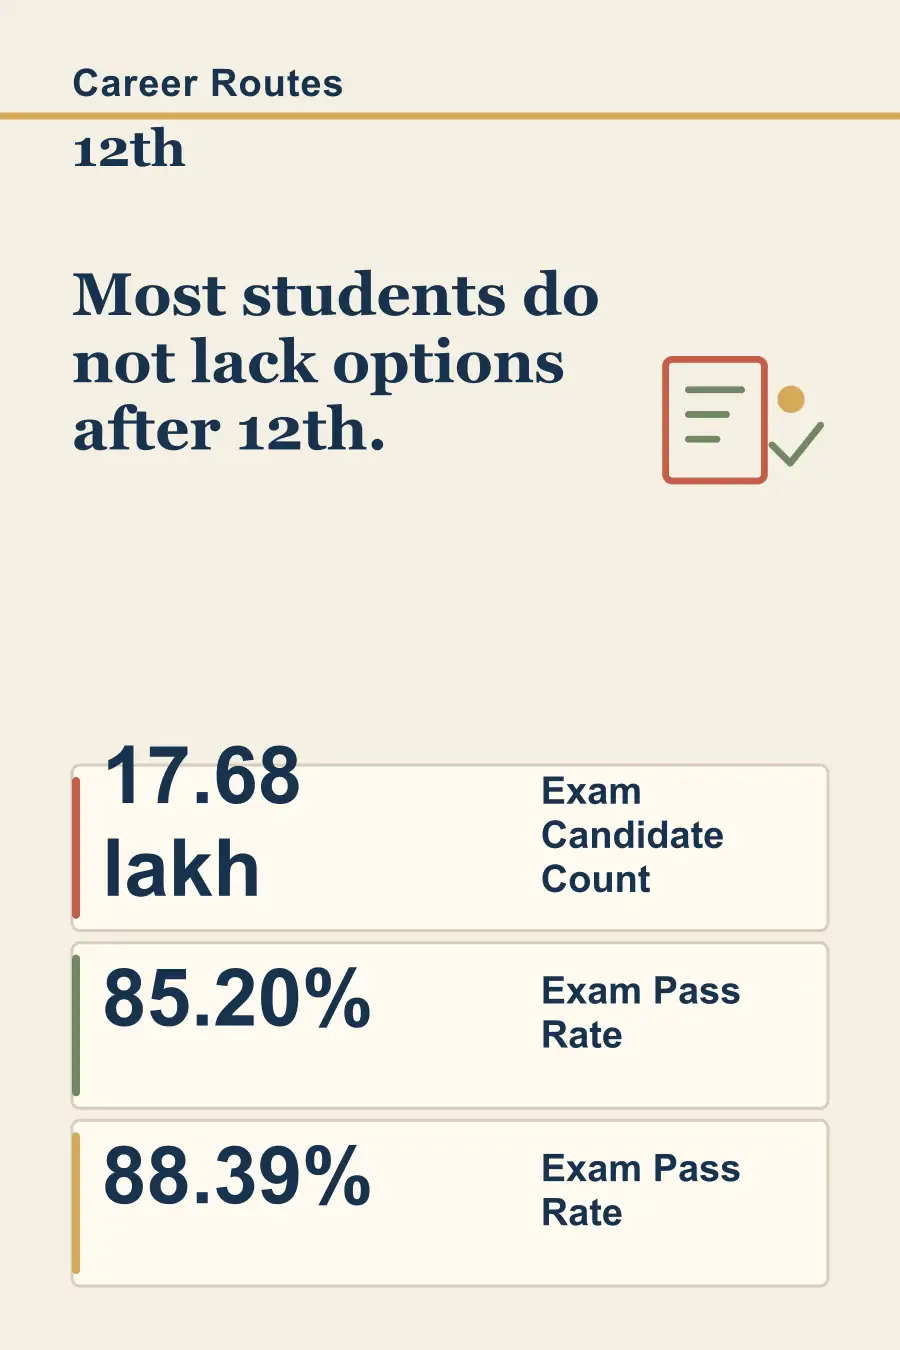 Career Routes
12th
Most students do
not lack options
after 12th.
17.68
lakh
Exam
Candidate
Count
85.20%
Exam Pass
Rate
88.39%
Exam Pass
Rate